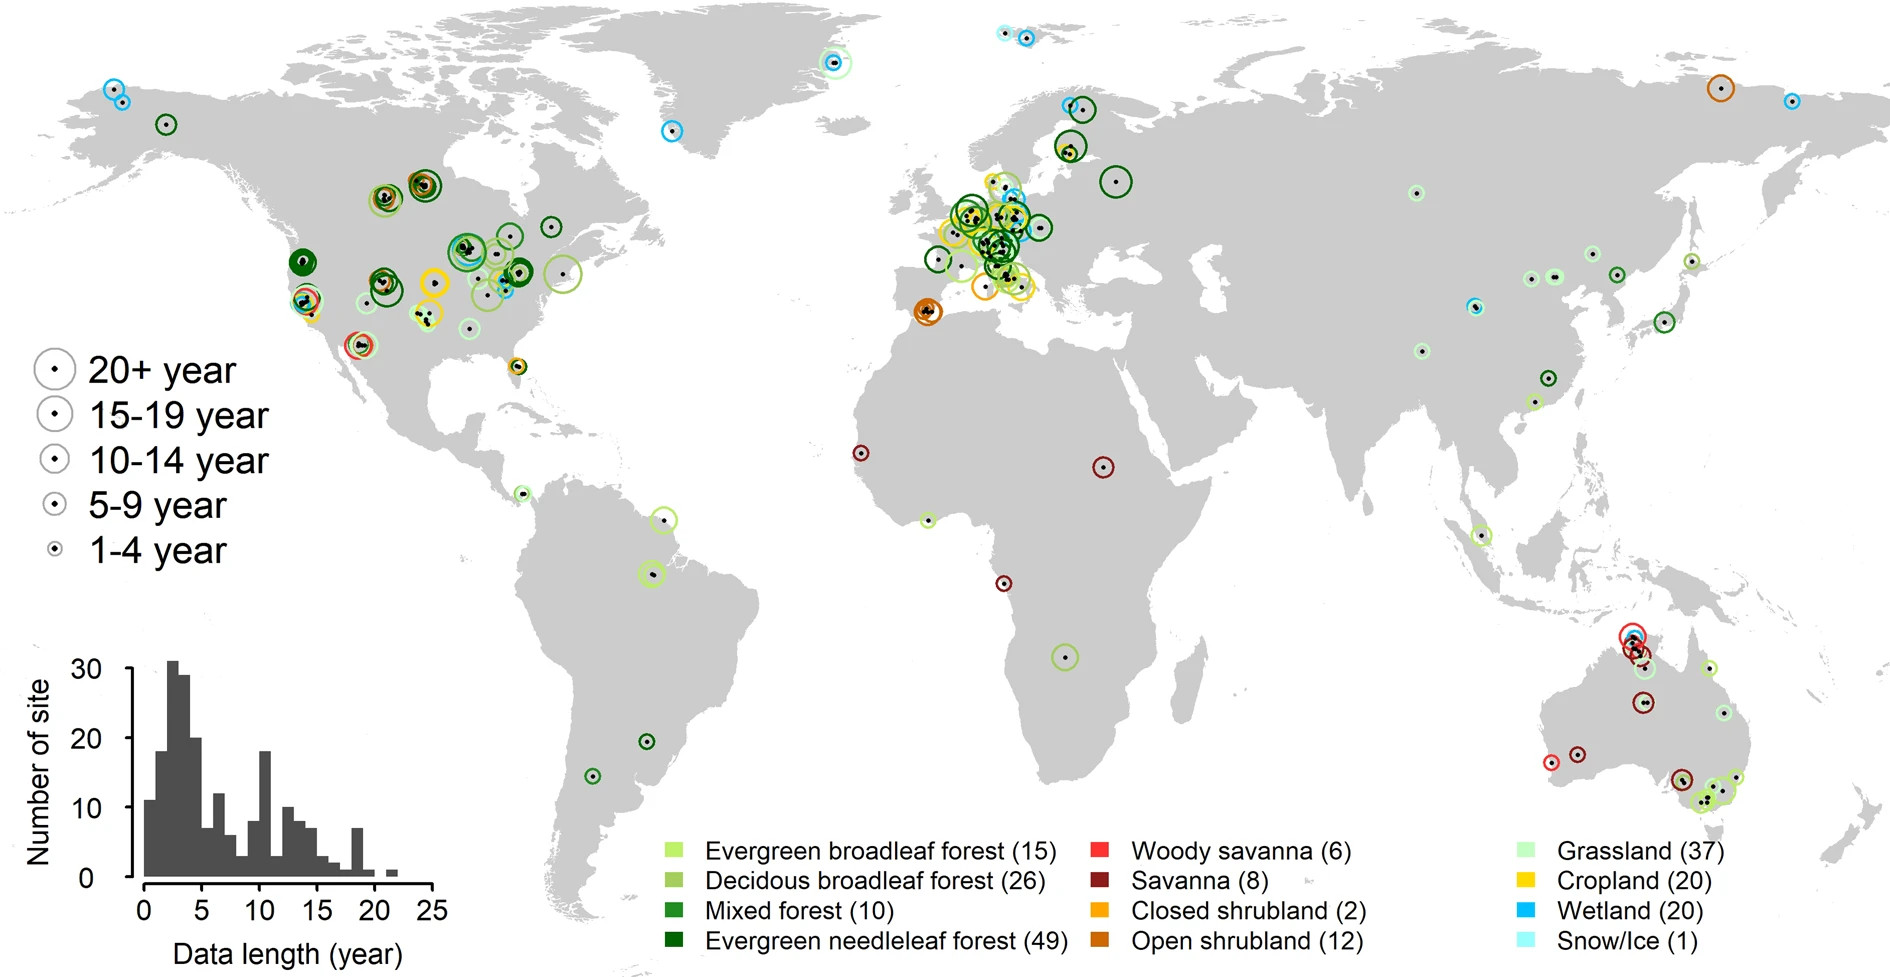 20+ year
15-19 year
10-14 year
5-9 year
1-4 year
Number of site
30
20
10
0
0 5 10 15 20 25
Data length (year)
Evergreen broadleaf forest (15)
Decidous broadleaf forest (26)
Mixed forest (10)
Evergreen needleleaf forest (49)
Woody savanna (6)
Savanna (8)
Closed shrubland (2)
Open shrubland (12)
Grassland (37)
Cropland (20)
Wetland (20)
Snow/Ice (1)